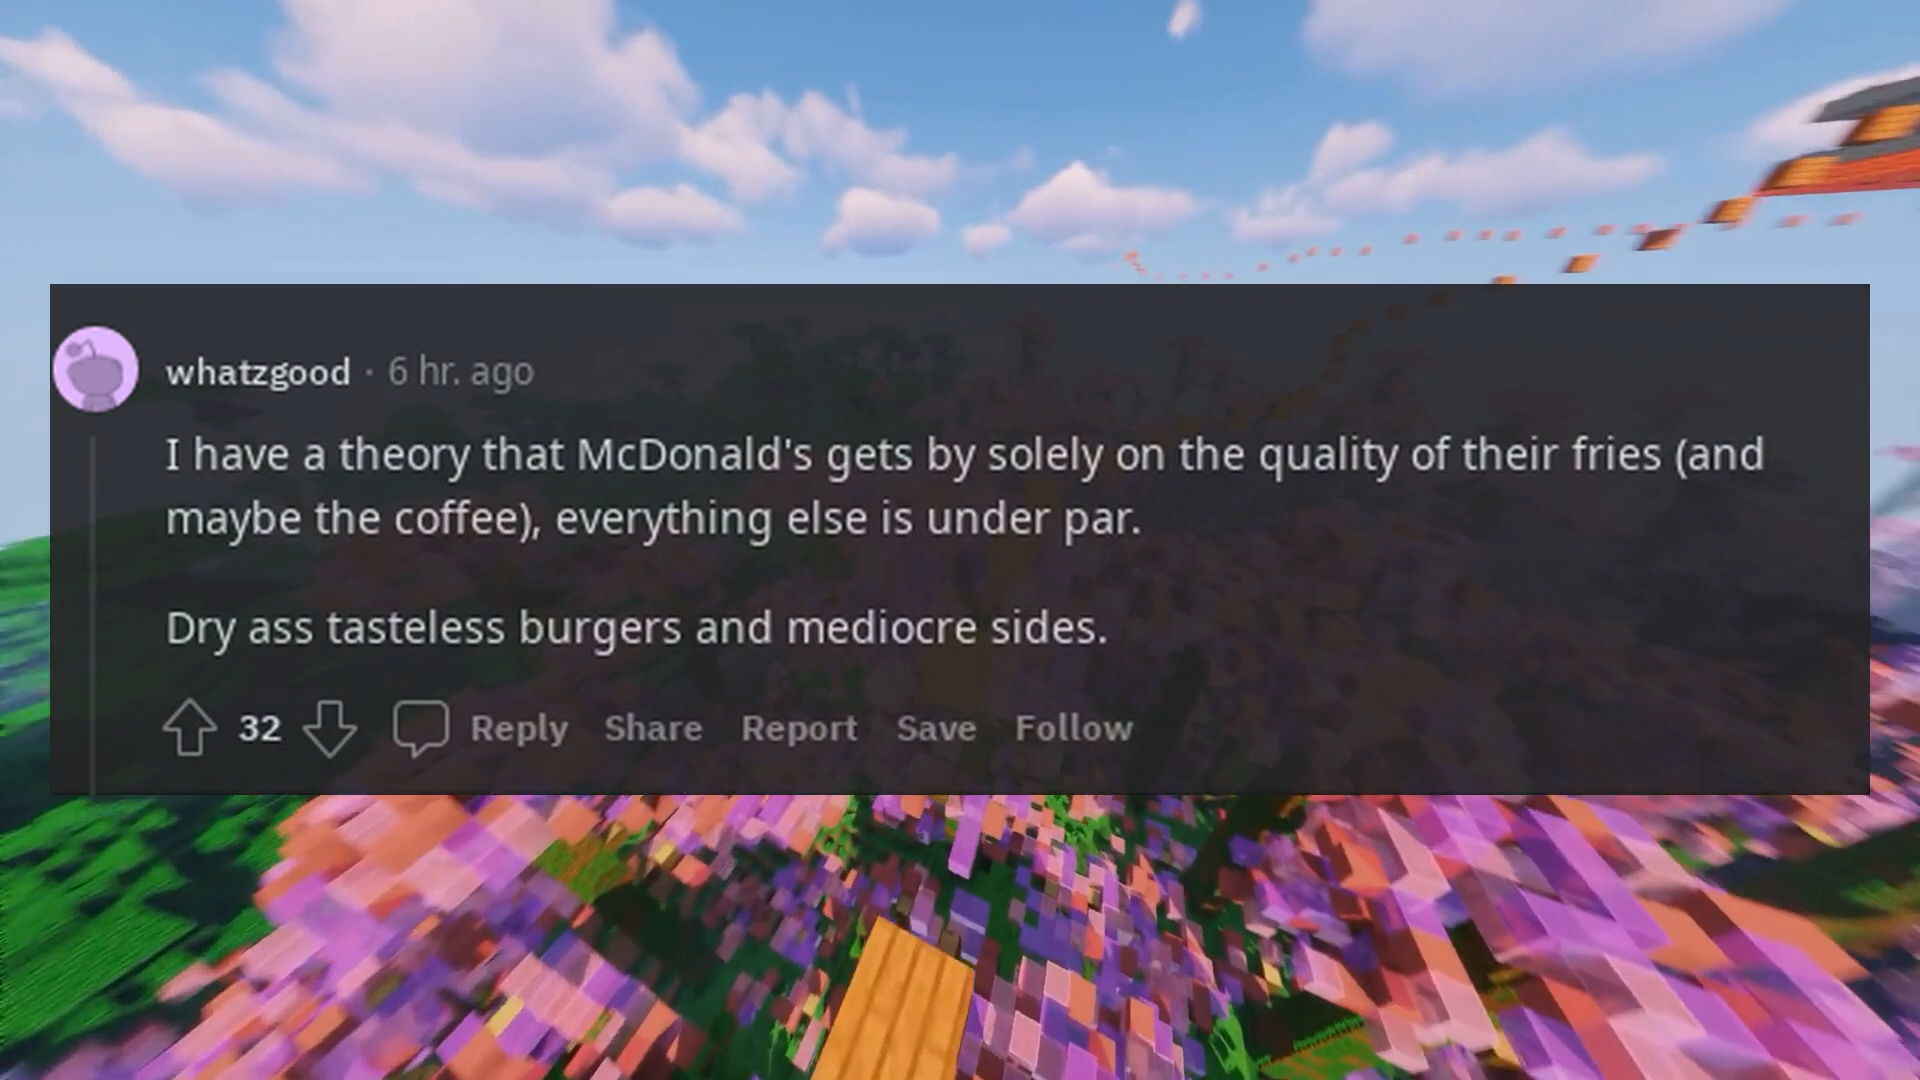 whatzgood · 6 hr. ago
I have a theory that McDonald's gets by solely on the quality of their fries (and
maybe the coffee), everything else is under par.
Dry ass tasteless burgers and mediocre sides.
32 Reply Share Report Save Follow